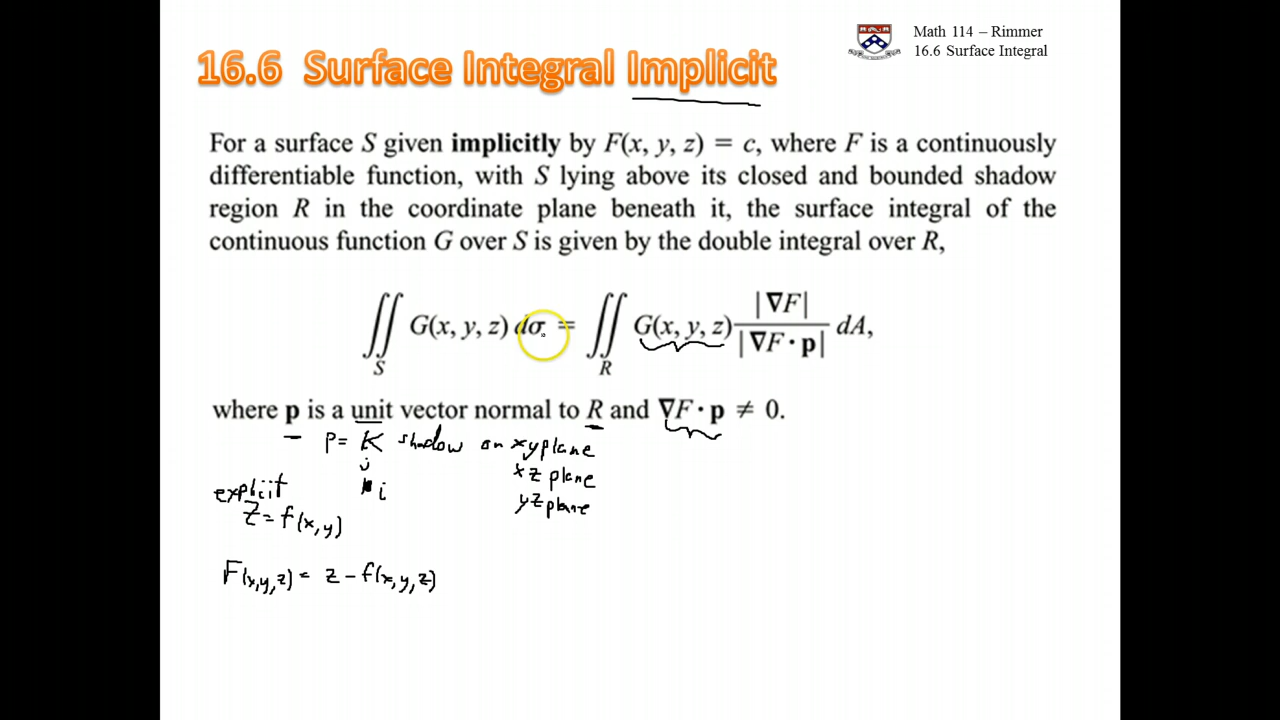 Math 114 – Rimmer
16.6 Surface Integral
16.6 Surface Integral Implicit
For a surface S given implicitly by F(x, y, z) = c, where F is a continuously
differentiable function, with S lying above its closed and bounded shadow
region R in the coordinate plane beneath it, the surface integral of the
continuous function G over S is given by the double integral over R,
∬_S G(x, y, z) dσ = ∬_R G(x, y, z) |∇F| / |∇F · p| dA,
where p is a unit vector normal to R and ∇F · p ≠ 0.
p = k shadow on xy plane
j xz plane
i yz plane
explicit
z = f(x, y)
F(x, y, z) = z − f(x, y, z)